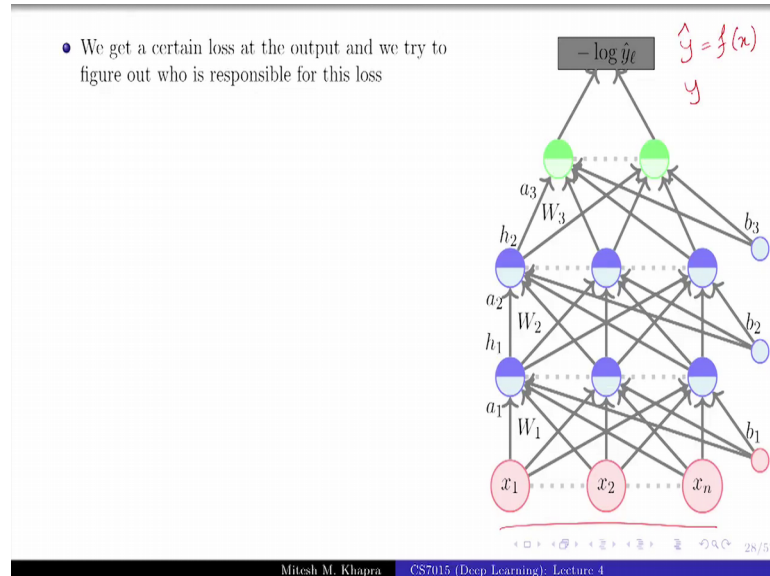 We get a certain loss at the output and we try to
figure out who is responsible for this loss
− log ŷℓ
ŷ = f(x)
y
a3
W3
h2
b3
a2
W2
h1
b2
a1
W1
b1
x1 x2 xn
28/5
Mitesh M. Khapra CS7015 (Deep Learning): Lecture 4